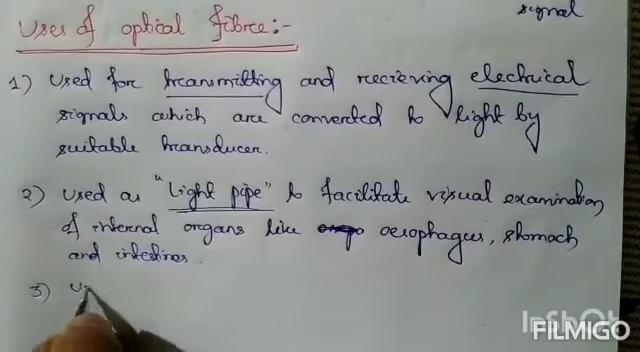 signal
Uses of optical fibre:-
1) Used for transmitting and recieving electrical
signals which are converted to light by
suitable transducer.
2) Used as "light pipe" to facilitate visual examination
of internal organs like oesophagus, stomach
and intestines.
3) Us
InShot
FILMIGO